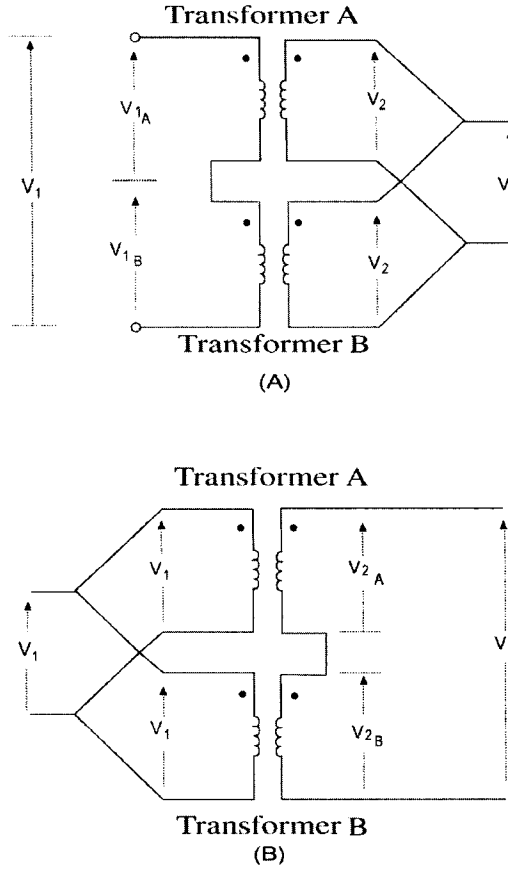 Transformer A
V1A
V2
V1
V
V1B
V2
Transformer B
(A)
Transformer A
V1
V2A
V1
V
V1
V2B
Transformer B
(B)